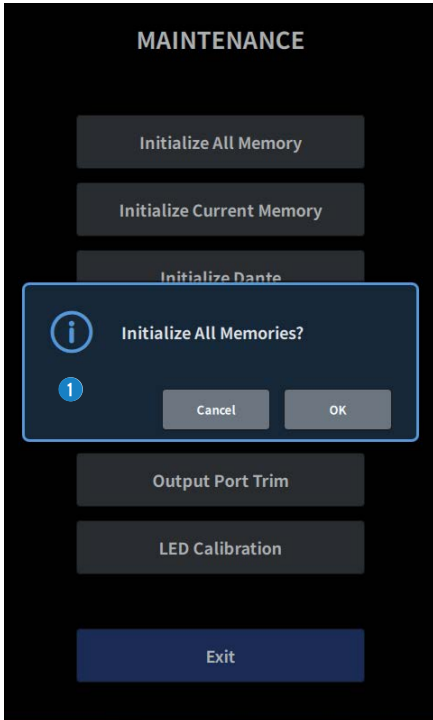 MAINTENANCE
Initialize All Memory
Initialize Current Memory
Initialize Dante
Initialize All Memories?
1
Cancel OK
Output Port Trim
LED Calibration
Exit